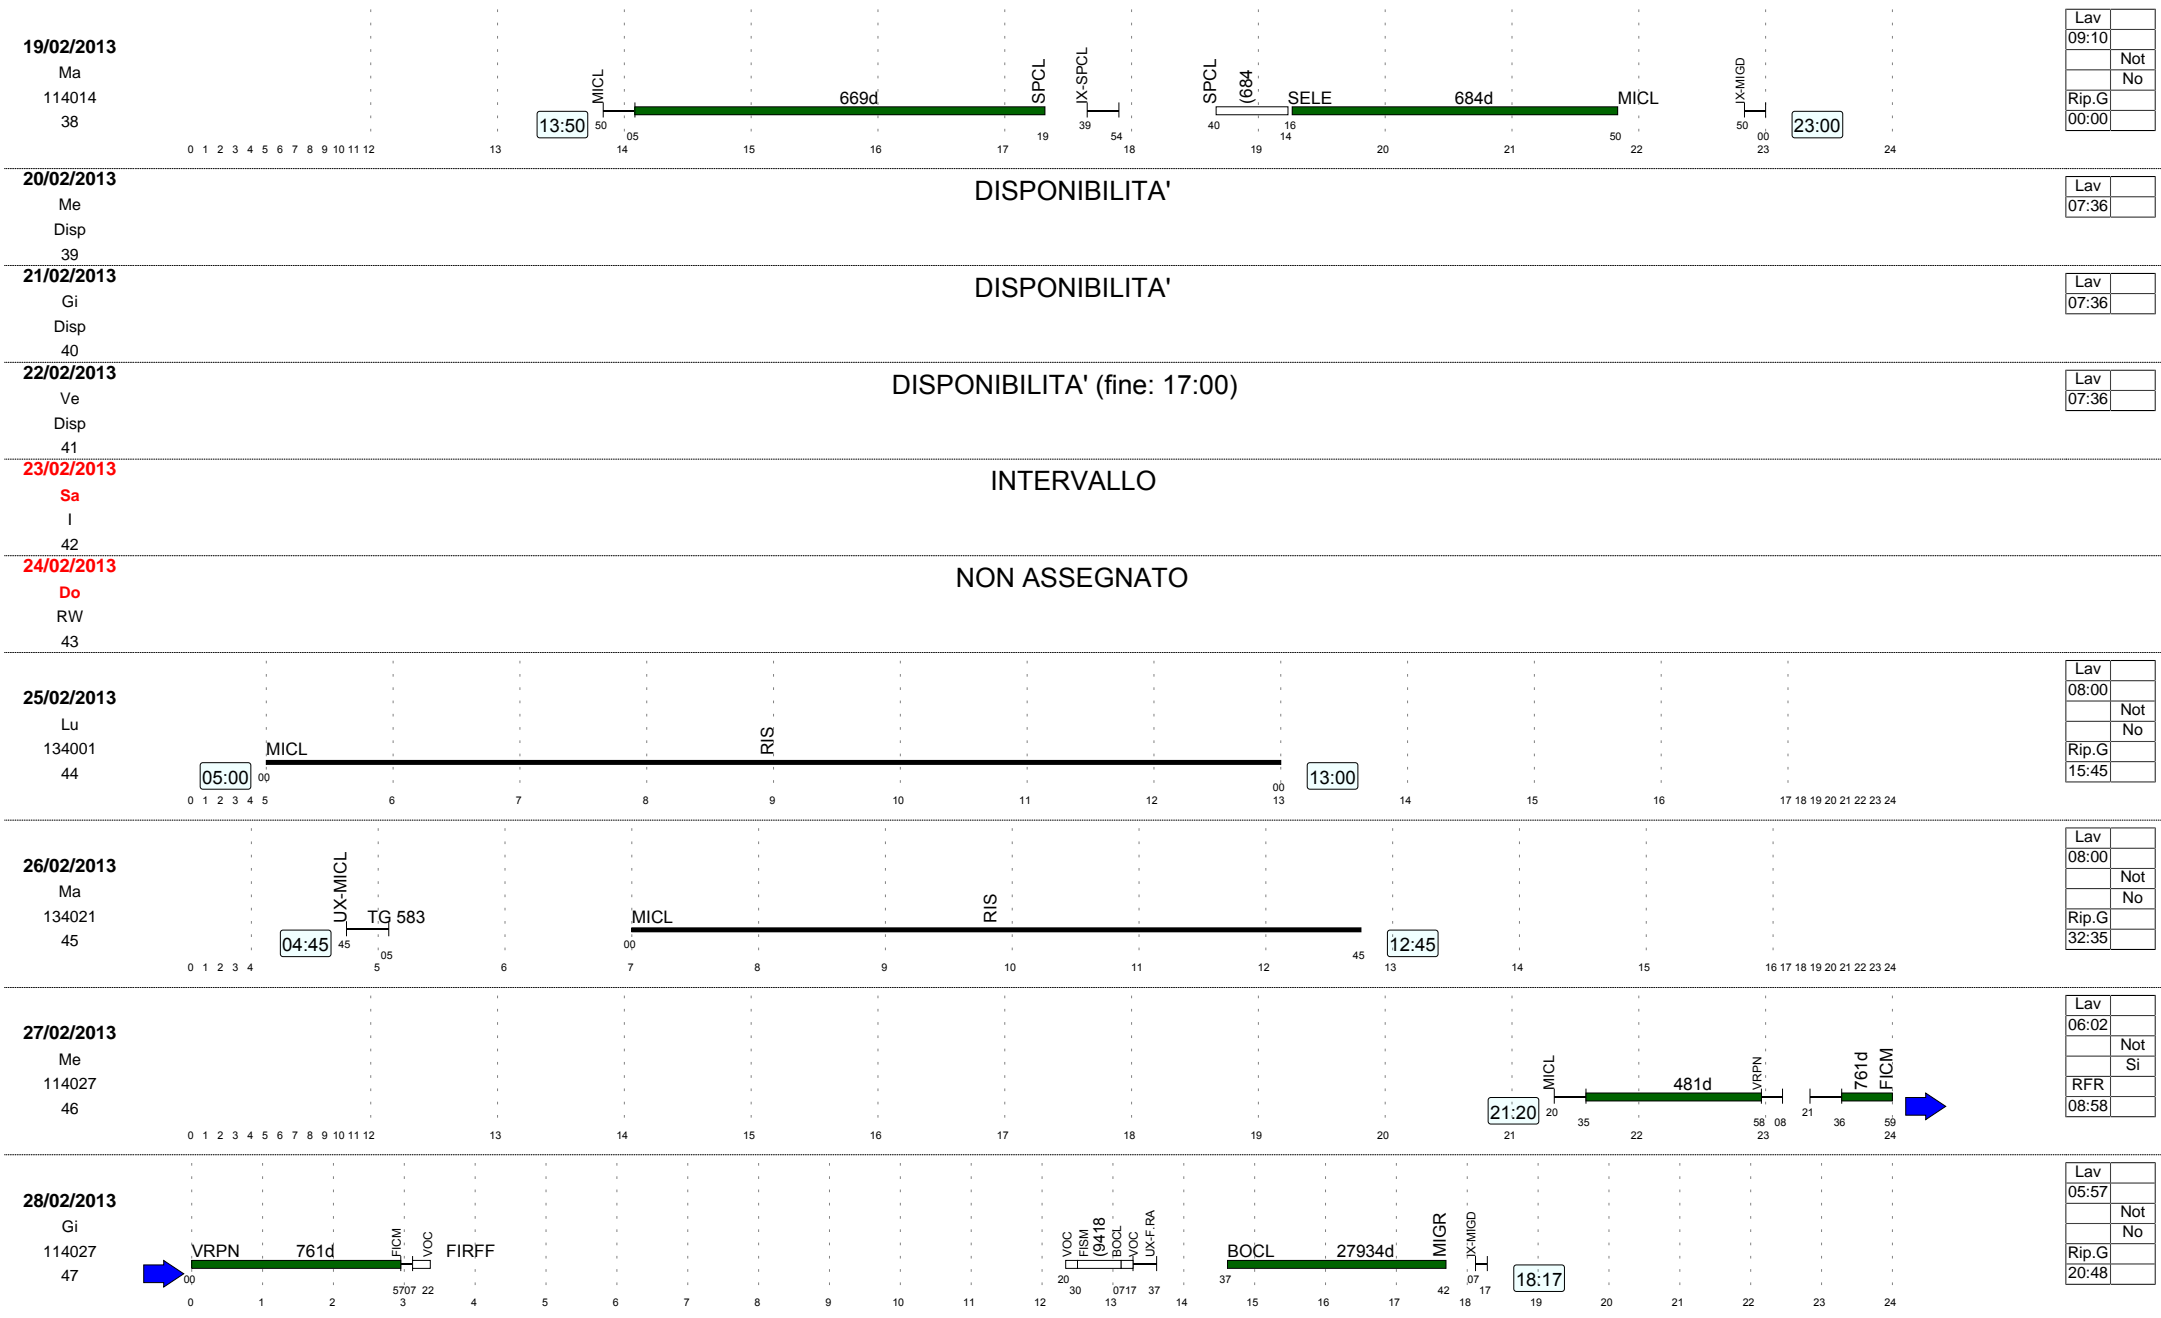 19/02/2013
Ma
114014
38
13:50
MICL
669d
SPCL
IX-SPCL
SPCL
(684
SELE
684d
MICL
IX-MIGD
23:00
50 05 19 39 54 40 16 14 50 50 00
0 1 2 3 4 5 6 7 8 9 10 11 12 13 14 15 16 17 18 19 20 21 22 23 24
Lav
09:10
Not
No
Rip.G
00:00
20/02/2013
Me
Disp
39
DISPONIBILITA'
Lav
07:36
21/02/2013
Gi
Disp
40
DISPONIBILITA'
Lav
07:36
22/02/2013
Ve
Disp
41
DISPONIBILITA' (fine: 17:00)
Lav
07:36
23/02/2013
Sa
I
42
INTERVALLO
24/02/2013
Do
RW
43
NON ASSEGNATO
25/02/2013
Lu
134001
44
05:00
MICL
RIS
13:00
00 00
0 1 2 3 4 5 6 7 8 9 10 11 12 13 14 15 16 17 18 19 20 21 22 23 24
Lav
08:00
Not
No
Rip.G
15:45
26/02/2013
Ma
134021
45
04:45
UX-MICL
TG 583
MICL
RIS
12:45
45 05 00 45
0 1 2 3 4 5 6 7 8 9 10 11 12 13 14 15 16 17 18 19 20 21 22 23 24
Lav
08:00
Not
No
Rip.G
32:35
27/02/2013
Me
114027
46
21:20
MICL
481d
VRPN
761d
FICM
20 35 58 08 21 36 59
0 1 2 3 4 5 6 7 8 9 10 11 12 13 14 15 16 17 18 19 20 21 22 23 24
Lav
06:02
Not
Si
RFR
08:58
28/02/2013
Gi
114027
47
VRPN
761d
FICM
VOC
FIRFF
VOC
FISM
(9418
BOCL
VOC
UX-F.RA
BOCL
27934d
MIGR
IX-MIGD
18:17
00 57 07 22 20 30 07 17 37 37 42 07 17
0 1 2 3 4 5 6 7 8 9 10 11 12 13 14 15 16 17 18 19 20 21 22 23 24
Lav
05:57
Not
No
Rip.G
20:48